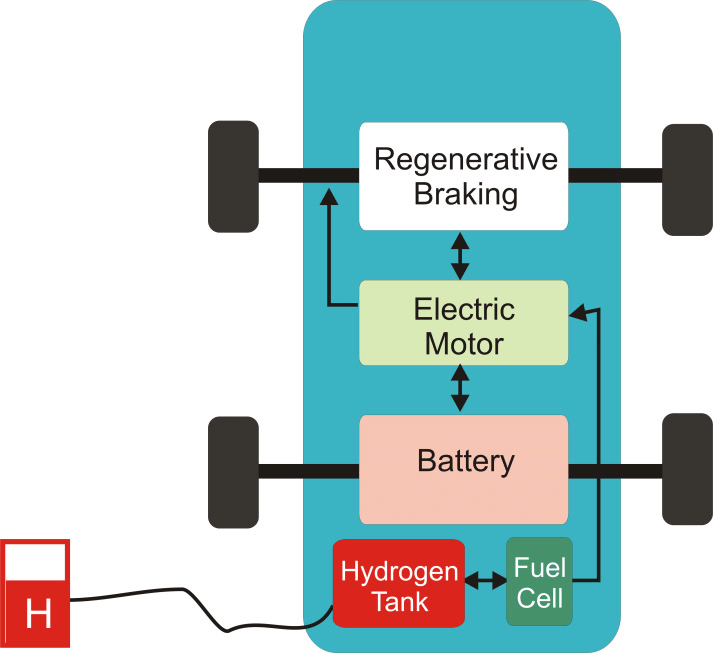 Regenerative
Braking
Electric
Motor
Battery
Hydrogen
Tank
Fuel
Cell
H